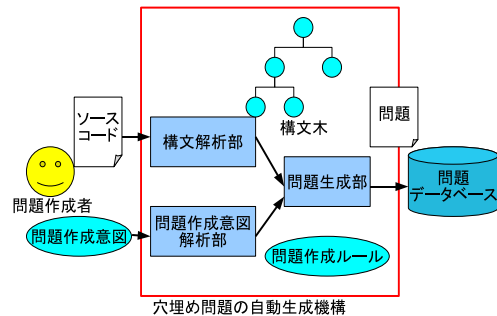 ソース
コード
構文木
問題
構文解析部
問題作成者
問題生成部
問題
データベース
問題作成意図
問題作成意図
解析部
問題作成ルール
穴埋め問題の自動生成機構